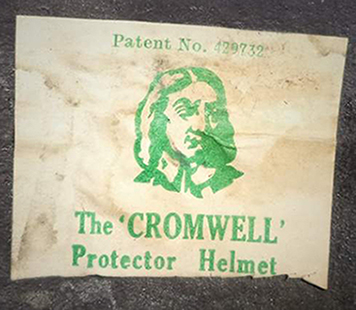 Patent No. 429732
The 'CROMWELL'
Protector Helmet